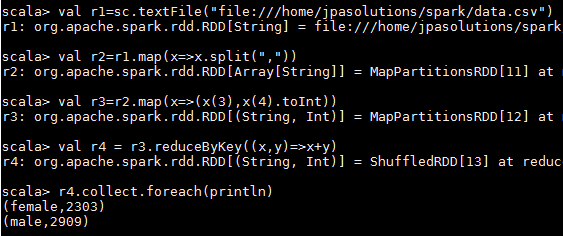 scala> val r1=sc.textFile("file:///home/jpasolutions/spark/data.csv")
r1: org.apache.spark.rdd.RDD[String] = file:///home/jpasolutions/spark
scala> val r2=r1.map(x=>x.split(","))
r2: org.apache.spark.rdd.RDD[Array[String]] = MapPartitionsRDD[11] at
scala> val r3=r2.map(x=>(x(3),x(4).toInt))
r3: org.apache.spark.rdd.RDD[(String, Int)] = MapPartitionsRDD[12] at
scala> val r4 = r3.reduceByKey((x,y)=>x+y)
r4: org.apache.spark.rdd.RDD[(String, Int)] = ShuffledRDD[13] at reduc
scala> r4.collect.foreach(println)
(female,2303)
(male,2909)